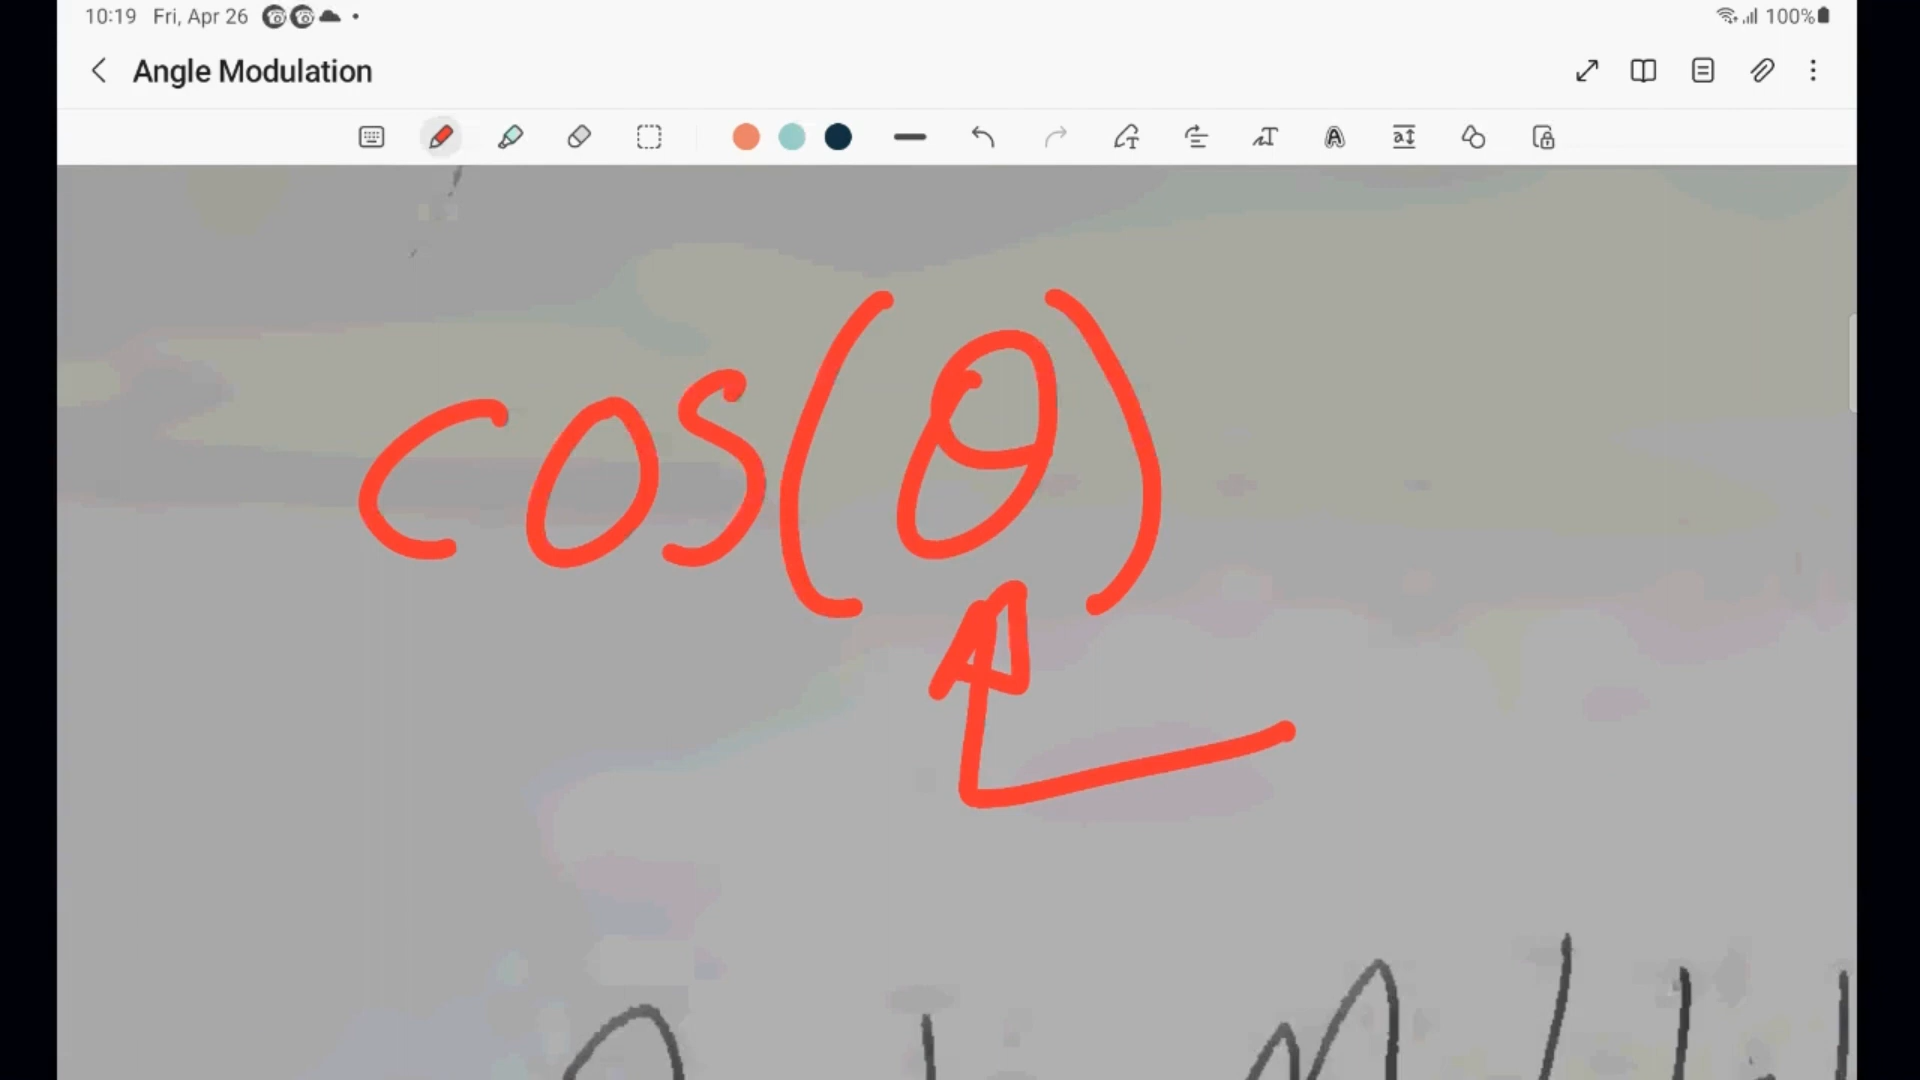 10:19 Fri, Apr 26 100%
Angle Modulation
cos(θ)